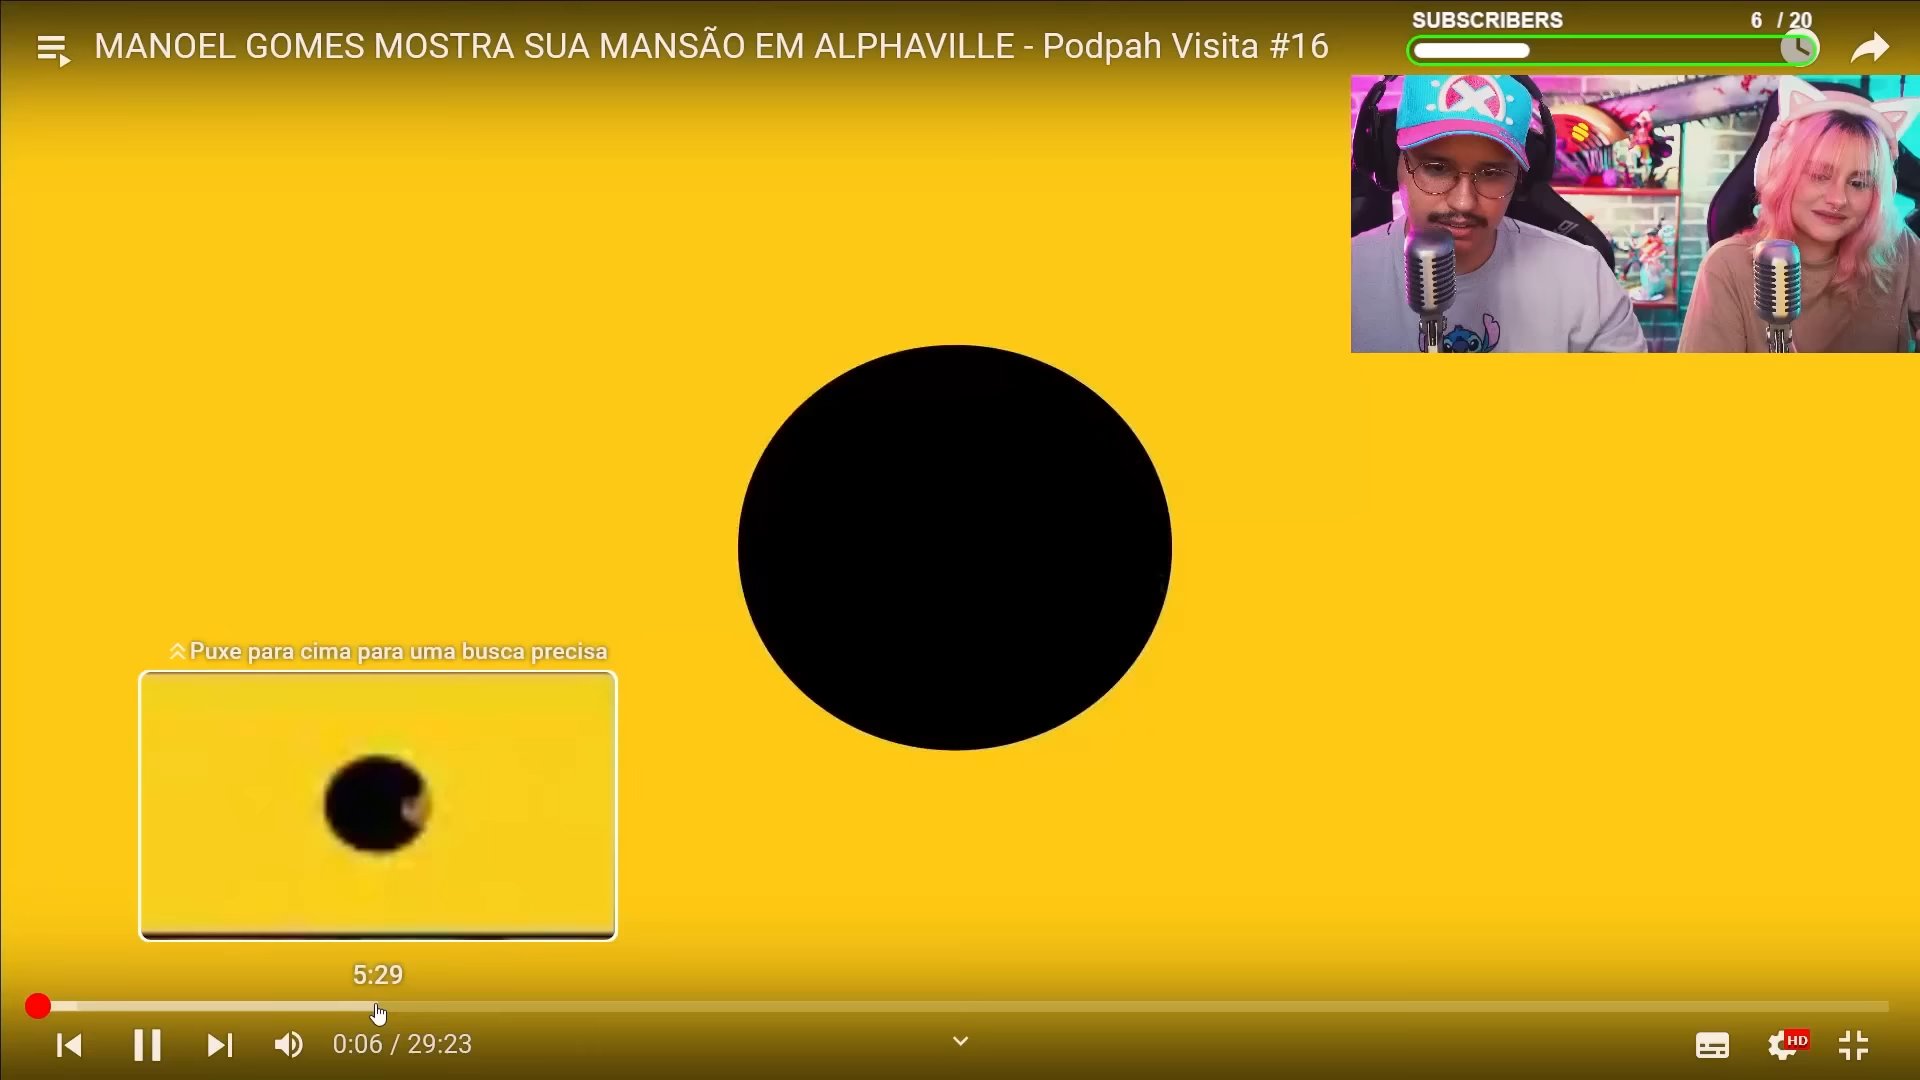 MANOEL GOMES MOSTRA SUA MANSÃO EM ALPHAVILLE - Podpah Visita #16
SUBSCRIBERS 6 / 20
Puxe para cima para uma busca precisa
5:29
0:06 / 29:23
HD